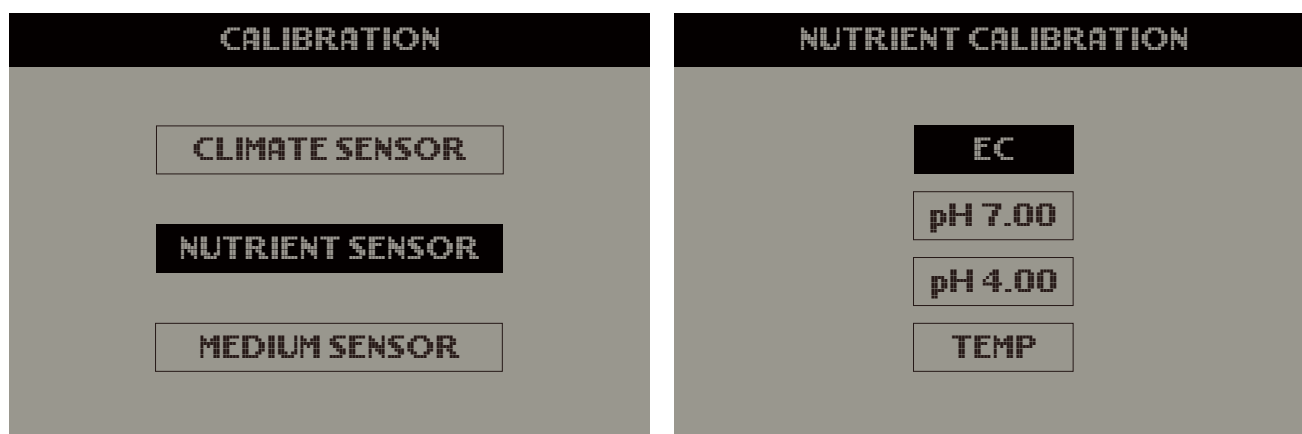 CALIBRATION
CLIMATE SENSOR
NUTRIENT SENSOR
MEDIUM SENSOR
NUTRIENT CALIBRATION
EC
pH 7.00
pH 4.00
TEMP